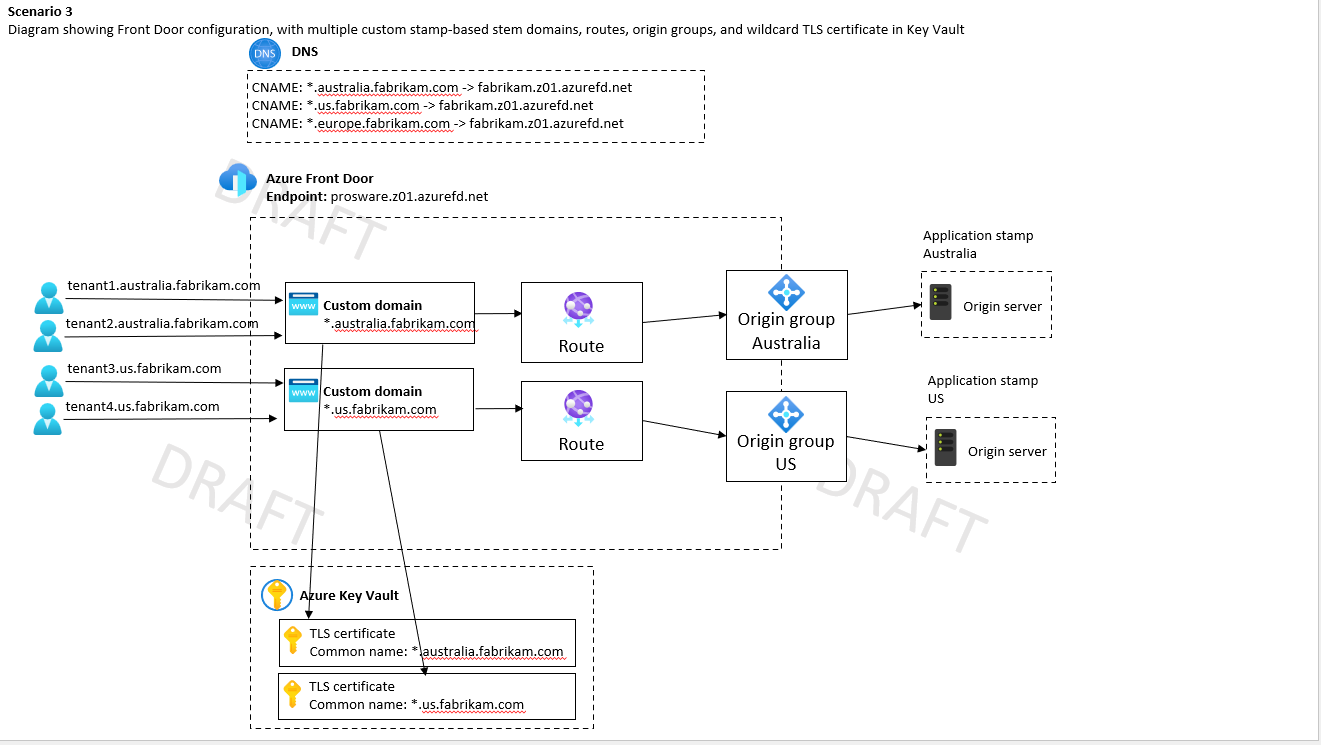 Scenario 3
Diagram showing Front Door configuration, with multiple custom stamp-based stem domains, routes, origin groups, and wildcard TLS certificate in Key Vault
DNS
DNS
CNAME: *.australia.fabrikam.com -> fabrikam.z01.azurefd.net
CNAME: *.us.fabrikam.com -> fabrikam.z01.azurefd.net
CNAME: *.europe.fabrikam.com -> fabrikam.z01.azurefd.net
DRAFT
Azure Front Door
Endpoint: prosware.z01.azurefd.net
tenant1.australia.fabrikam.com
tenant2.australia.fabrikam.com
tenant3.us.fabrikam.com
tenant4.us.fabrikam.com
www
Custom domain
*.australia.fabrikam.com
www
Custom domain
*.us.fabrikam.com
Route
Route
Origin group
Australia
Origin group
US
Application stamp
Australia
Origin server
Application stamp
US
Origin server
DRAFT
DRAFT
Azure Key Vault
TLS certificate
Common name: *.australia.fabrikam.com
TLS certificate
Common name: *.us.fabrikam.com